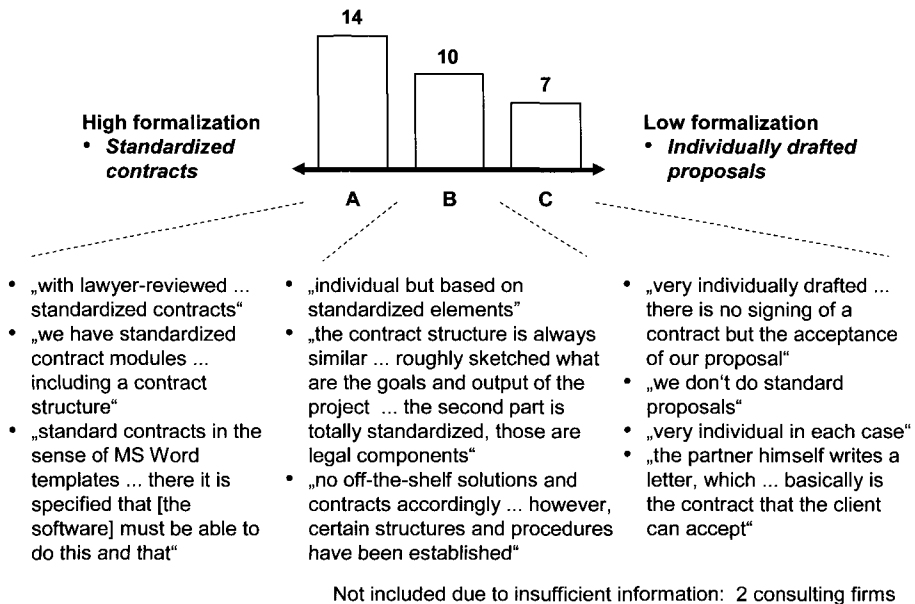 14
10
7
High formalization
• Standardized
contracts
Low formalization
• Individually drafted
proposals
A
B
C
• „with lawyer-reviewed ...
standardized contracts“
• „we have standardized
contract modules ...
including a contract
structure“
• „standard contracts in the
sense of MS Word
templates ... there it is
specified that [the
software] must be able to
do this and that“
• „individual but based on
standardized elements”
• „the contract structure is always
similar ... roughly sketched what
are the goals and output of the
project ... the second part is
totally standardized, those are
legal components“
• „no off-the-shelf solutions and
contracts accordingly ... however,
certain structures and procedures
have been established“
• „very individually drafted ...
there is no signing of a
contract but the acceptance
of our proposal“
• „we don‘t do standard
proposals“
• „very individual in each case“
• „the partner himself writes a
letter, which ... basically is
the contract that the client
can accept“
Not included due to insufficient information: 2 consulting firms